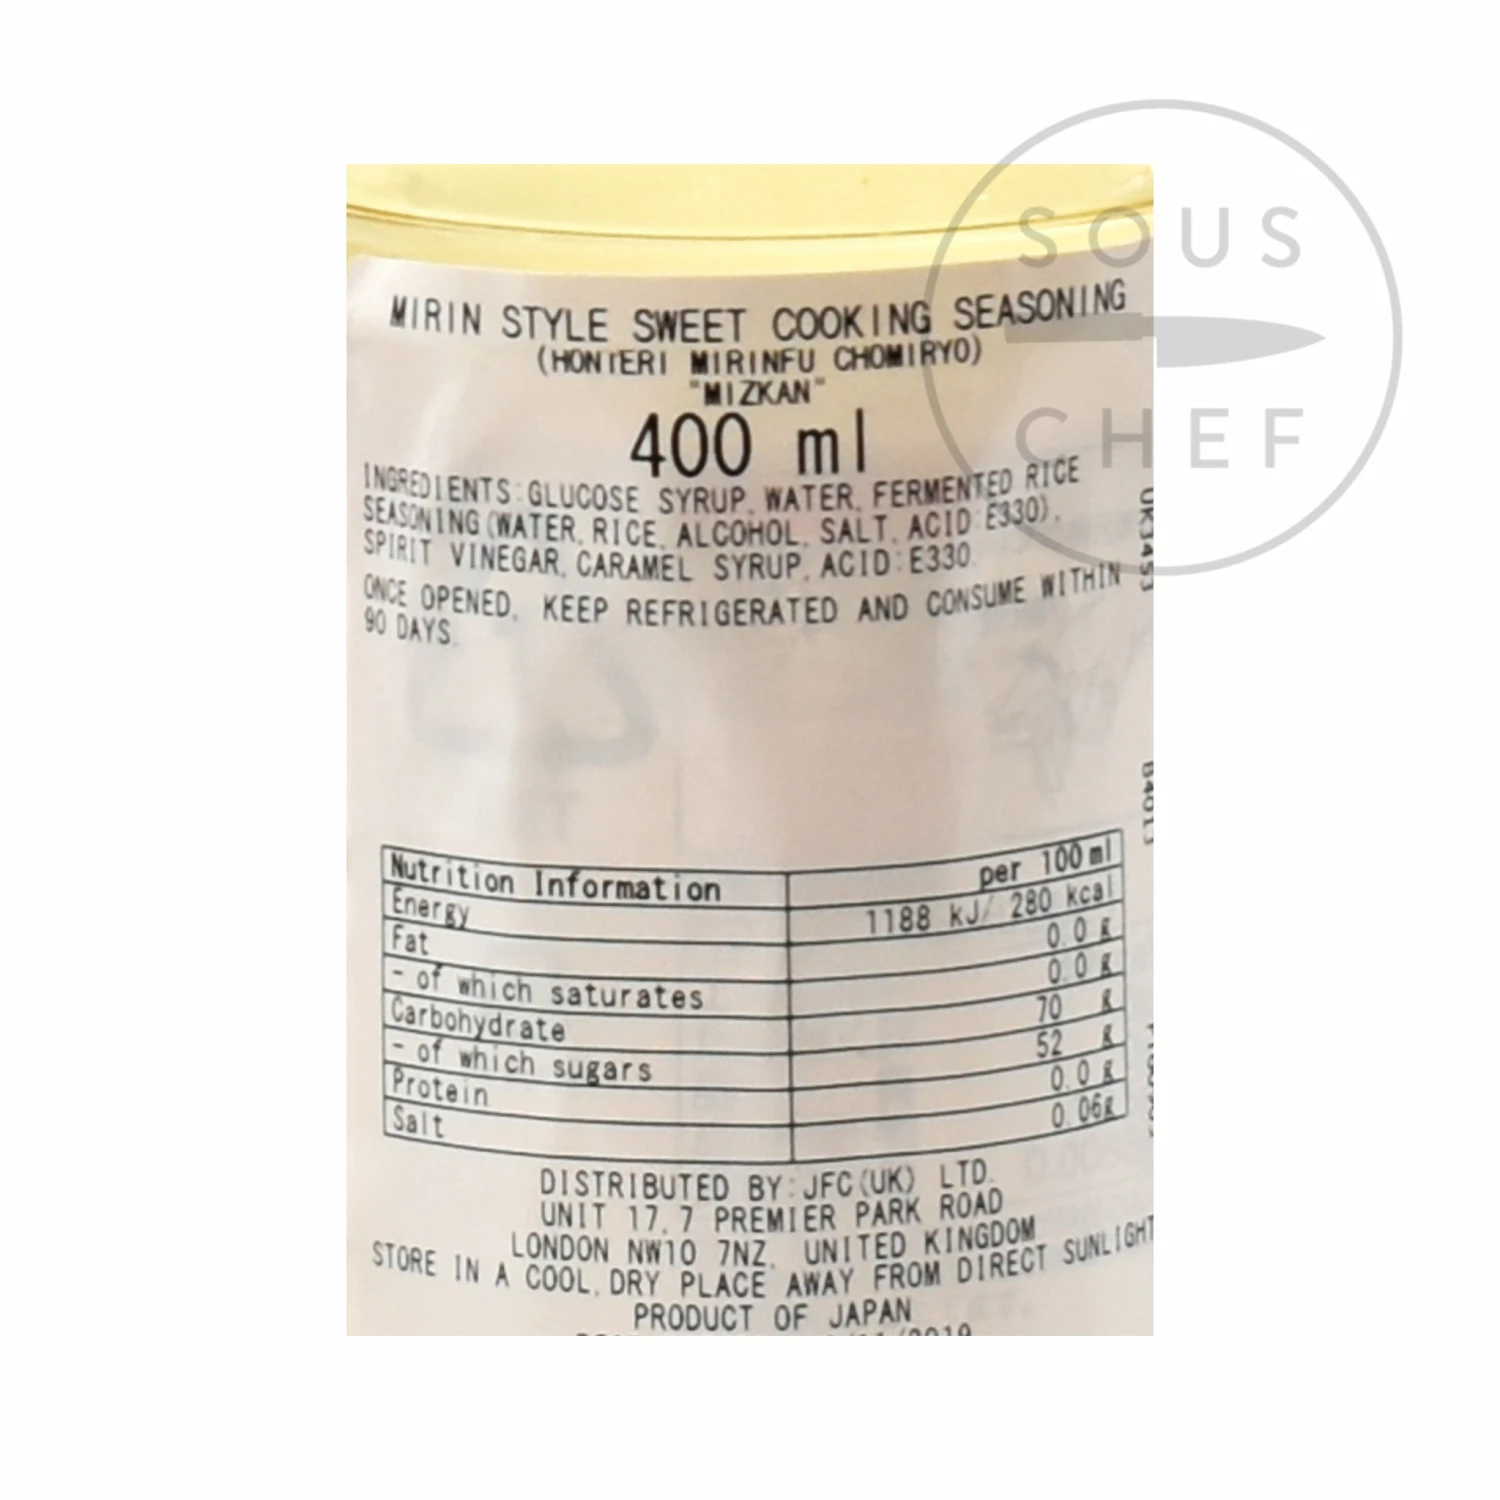 SOUS
CHEF
MIRIN STYLE SWEET COOKING SEASONING
(HONTERI MIRINFU CHOMIRYO)
"MIZKAN"
400 ml
INGREDIENTS:GLUCOSE SYRUP, WATER, FERMENTED RICE
SEASONING (WATER, RICE, ALCOHOL, SALT, ACID:E330),
SPIRIT VINEGAR, CARAMEL SYRUP, ACID:E330.
ONCE OPENED, KEEP REFRIGERATED AND CONSUME WITHIN
90 DAYS.
Nutrition Information per 100ml
Energy 1188 kJ/ 280 kcal
Fat 0.0 g
- of which saturates 0.0 g
Carbohydrate 70 g
- of which sugars 52 g
Protein 0.0 g
Salt 0.06g
DISTRIBUTED BY:JFC(UK) LTD.
UNIT 17, 7 PREMIER PARK ROAD
LONDON NW10 7NZ, UNITED KINGDOM
STORE IN A COOL, DRY PLACE AWAY FROM DIRECT SUNLIGHT
PRODUCT OF JAPAN